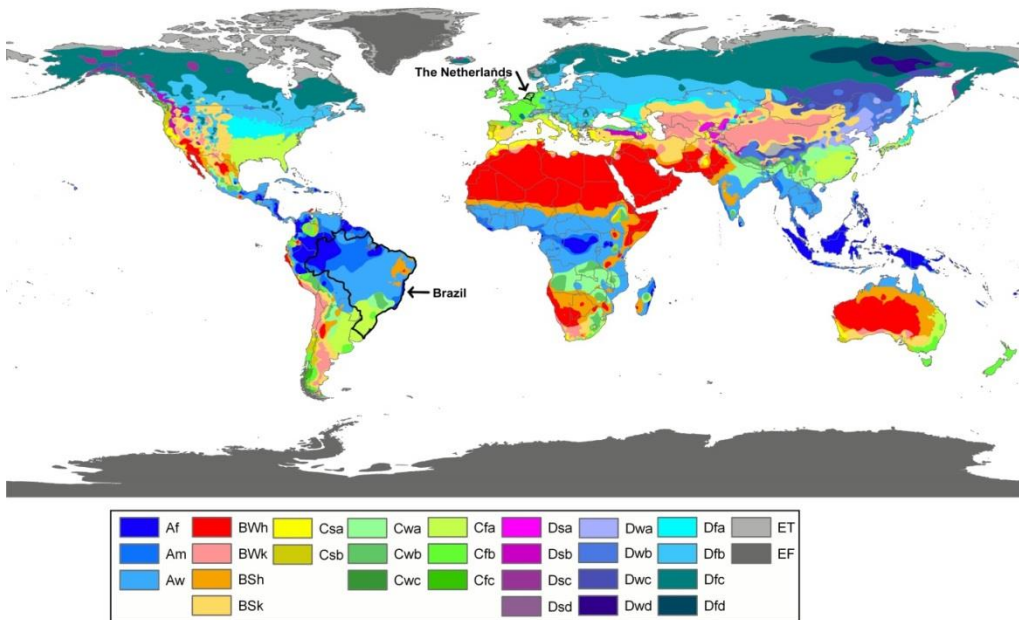 The Netherlands
Brazil
Af BWh Csa Cwa Cfa Dsa Dwa Dfa ET
Am BWk Csb Cwb Cfb Dsb Dwb Dfb EF
Aw BSh Cwc Cfc Dsc Dwc Dfc
BSk Dsd Dwd Dfd